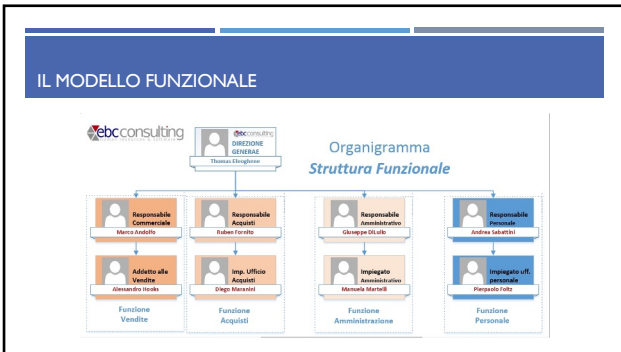 IL MODELLO FUNZIONALE
ebcconsulting
ebcconsulting
DIREZIONE
GENERAE
Thomas Eleoghene
Organigramma
Struttura Funzionale
Responsabile
Commerciale
Marco Andolfo
Responsabile
Acquisti
Ruben Fornito
Responsabile
Amministrativo
Giuseppe DiLullo
Responsabile
Personale
Andrea Sabattini
Addetto alle
Vendite
Alessandro Hooks
Imp. Ufficio
Acquisti
Diego Maranini
Impiegato
Amministrativo
Manuela Martelli
Impiegato uff.
personale
Pierpaolo Foltz
Funzione
Vendite
Funzione
Acquisti
Funzione
Amministrazione
Funzione
Personale